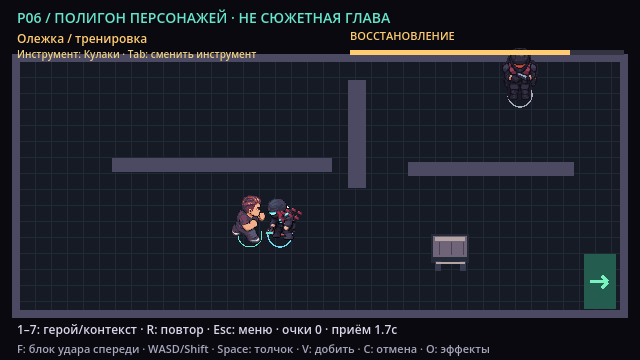 P06 / ПОЛИГОН ПЕРСОНАЖЕЙ · НЕ СЮЖЕТНАЯ ГЛАВА
Олежка / тренировка
ВОССТАНОВЛЕНИЕ
Инструмент: Кулаки · Tab: сменить инструмент
1–7: герой/контекст · R: повтор · Esc: меню · очки 0 · приём 1.7с
F: блок удара спереди · WASD/Shift · Space: толчок · V: добить · C: отмена · O: эффекты